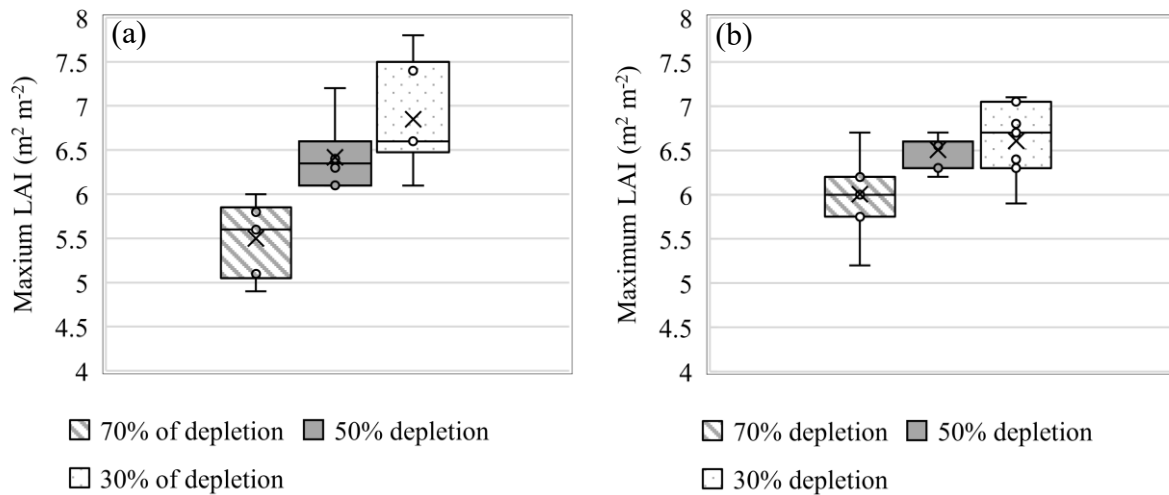 (a)
Maxium LAI (m² m⁻²)
8
7.5
7
6.5
6
5.5
5
4.5
4
70% of depletion
50% depletion
30% of depletion
(b)
Maximum LAI (m² m⁻²)
8
7.5
7
6.5
6
5.5
5
4.5
4
70% depletion
50% depletion
30% depletion